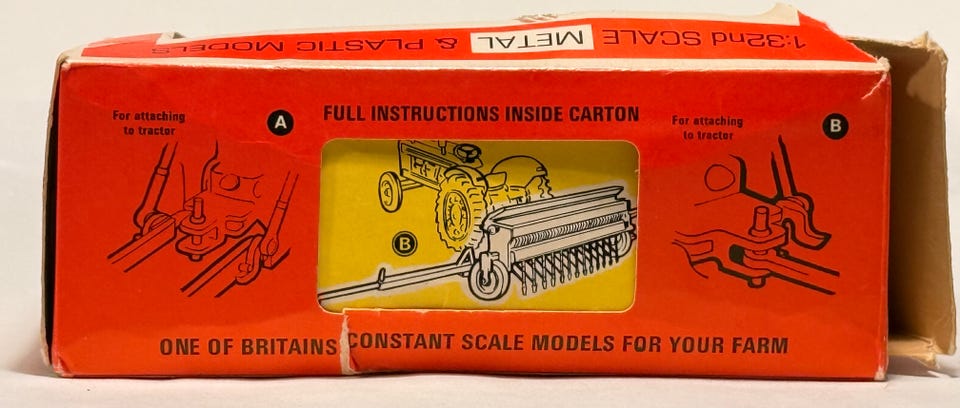 1:32nd SCALE METAL & PLASTIC MODELS
For attaching
to tractor
A
FULL INSTRUCTIONS INSIDE CARTON
For attaching
to tractor
B
B
ONE OF BRITAINS CONSTANT SCALE MODELS FOR YOUR FARM